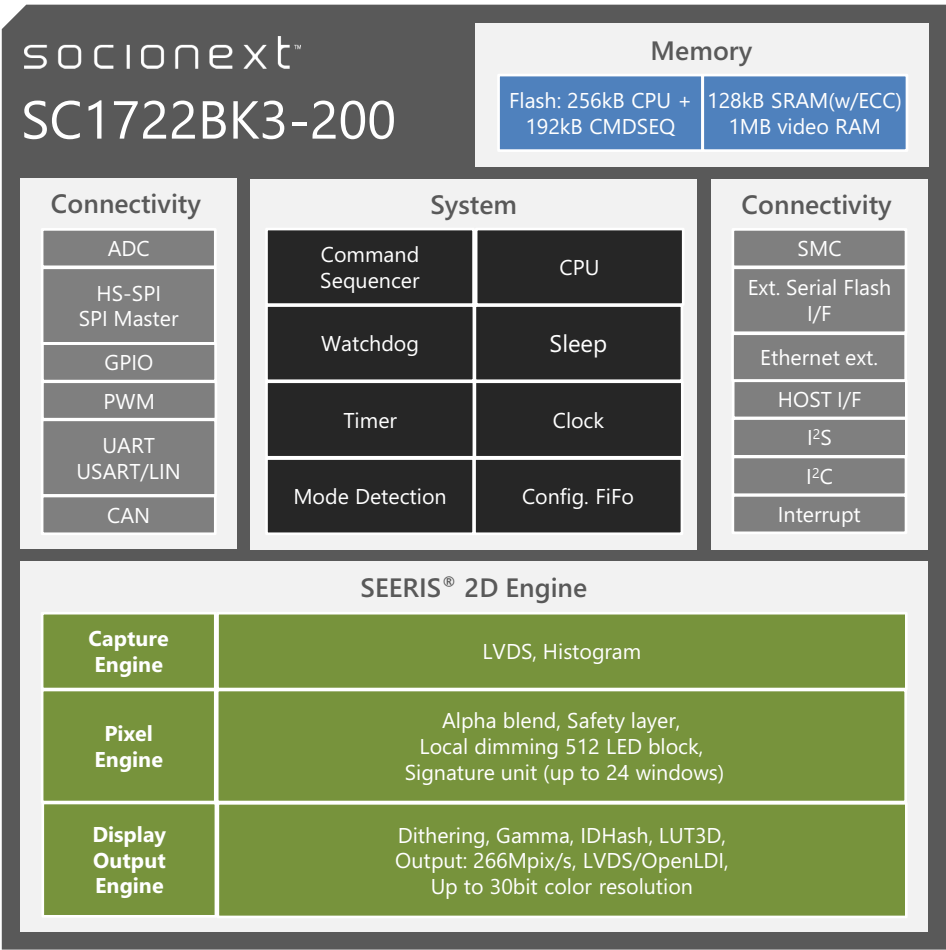 socionext™
SC1722BK3-200
Memory
Flash: 256kB CPU +
192kB CMDSEQ
128kB SRAM(w/ECC)
1MB video RAM
Connectivity
ADC
HS-SPI
SPI Master
GPIO
PWM
UART
USART/LIN
CAN
System
Command
Sequencer
CPU
Watchdog
Sleep
Timer
Clock
Mode Detection
Config. FiFo
Connectivity
SMC
Ext. Serial Flash
I/F
Ethernet ext.
HOST I/F
I²S
I²C
Interrupt
SEERIS® 2D Engine
Capture
Engine
LVDS, Histogram
Pixel
Engine
Alpha blend, Safety layer,
Local dimming 512 LED block,
Signature unit (up to 24 windows)
Display
Output
Engine
Dithering, Gamma, IDHash, LUT3D,
Output: 266Mpix/s, LVDS/OpenLDI,
Up to 30bit color resolution